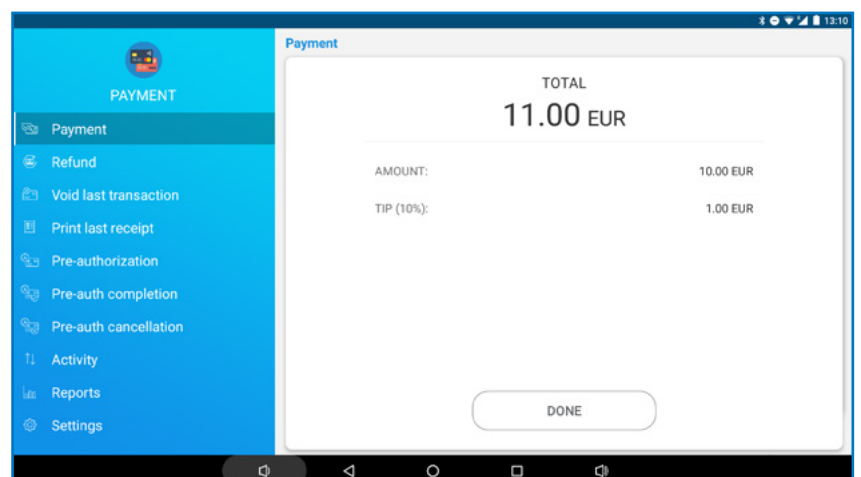 13:10
PAYMENT
Payment
Refund
Void last transaction
Print last receipt
Pre-authorization
Pre-auth completion
Pre-auth cancellation
Activity
Reports
Settings
Payment
TOTAL
11.00 EUR
AMOUNT: 10.00 EUR
TIP (10%): 1.00 EUR
DONE